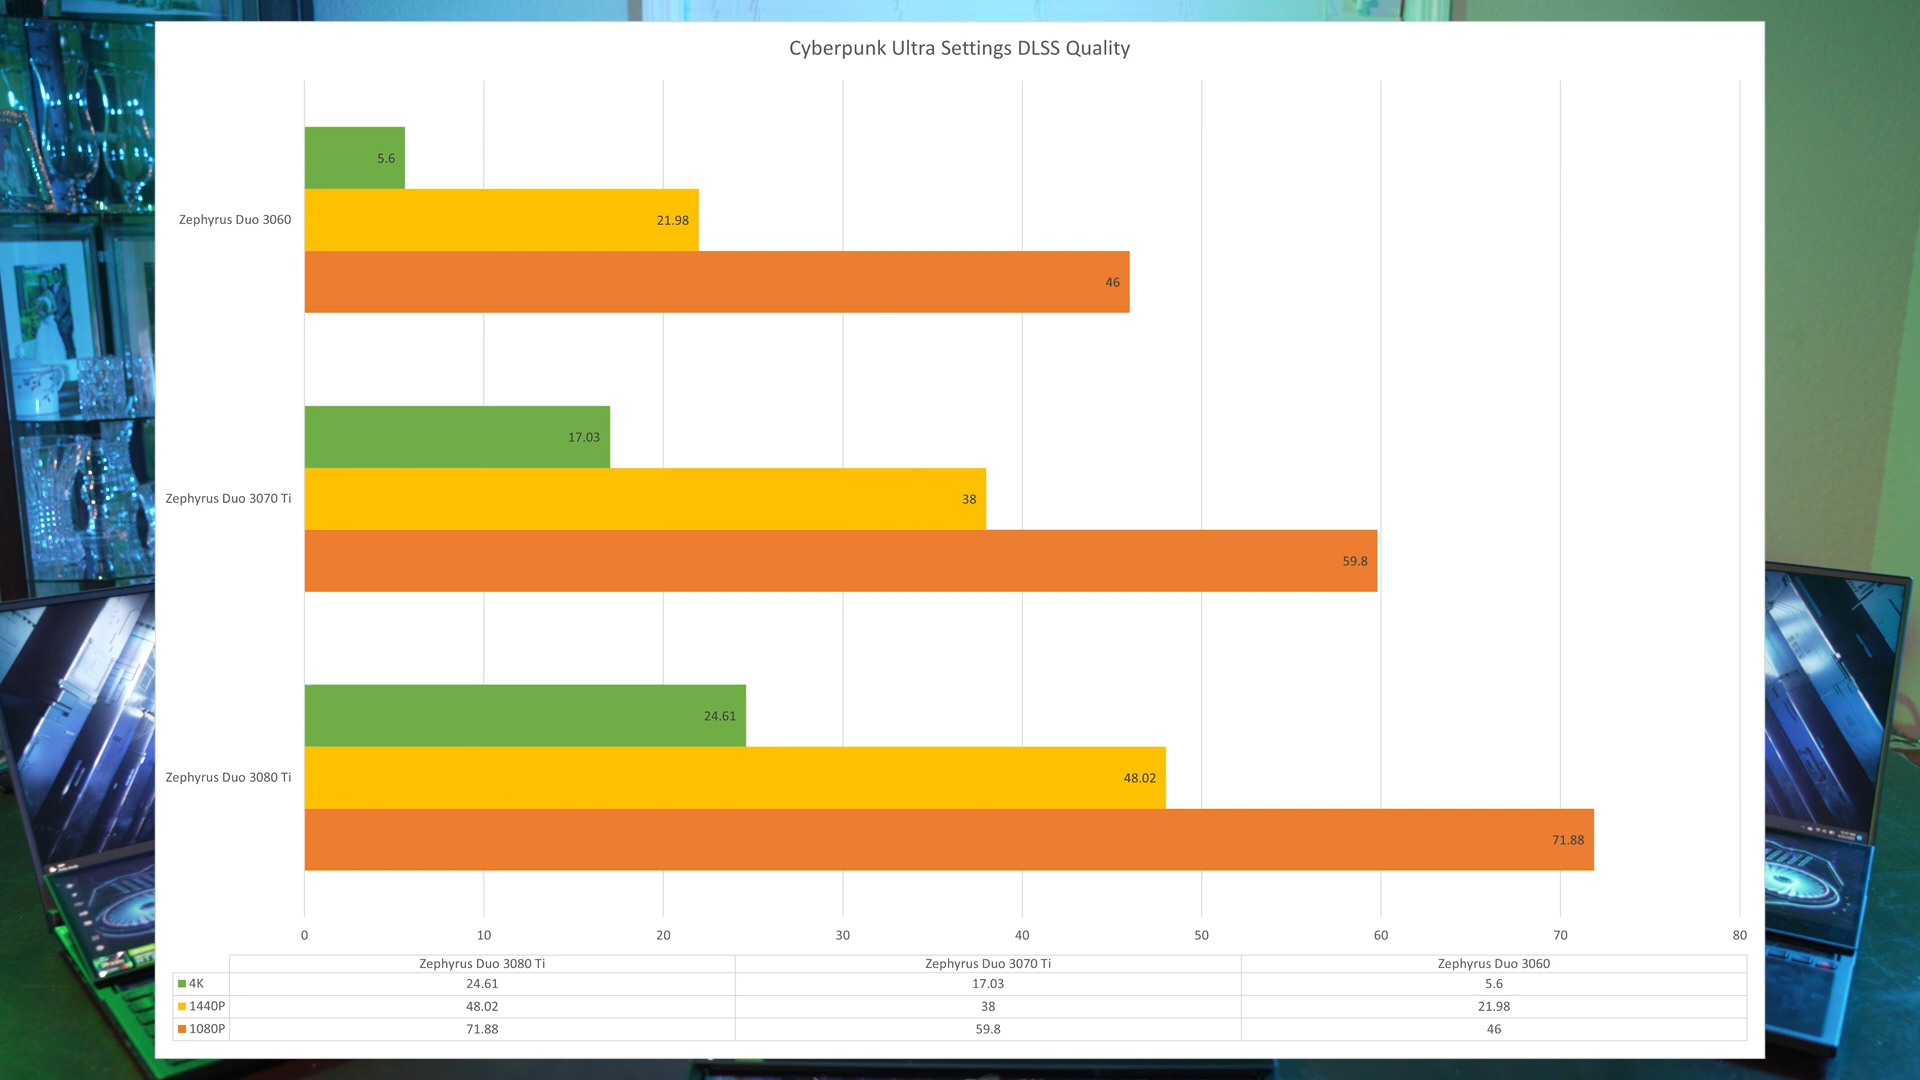 Cyberpunk Ultra Settings DLSS Quality
5.6
Zephyrus Duo 3060
21.98
46
17.03
Zephyrus Duo 3070 Ti
38
59.8
24.61
Zephyrus Duo 3080 Ti
48.02
71.88
0 10 20 30 40 50 60 70 80
Zephyrus Duo 3080 Ti Zephyrus Duo 3070 Ti Zephyrus Duo 3060
4K 24.61 17.03 5.6
1440P 48.02 38 21.98
1080P 71.88 59.8 46